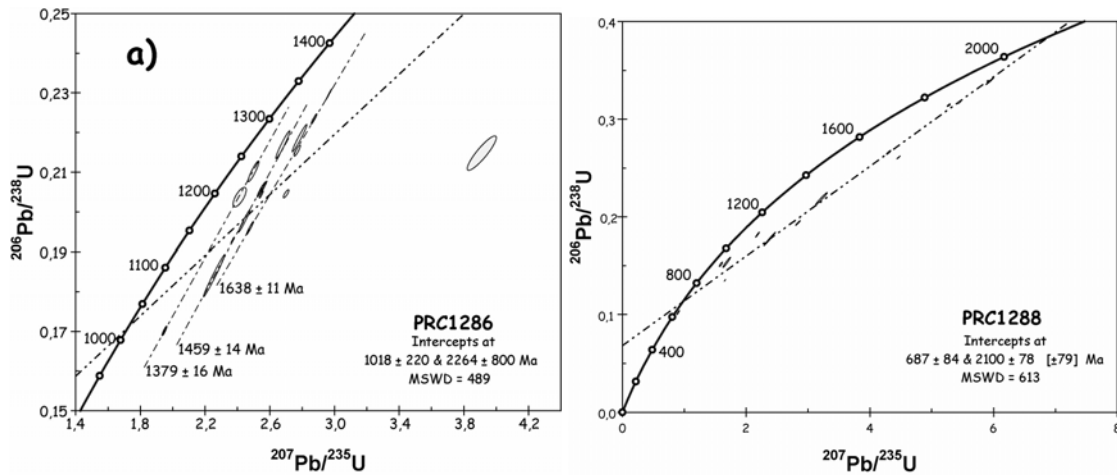 a)
0,25
0,23
0,21
0,19
0,17
0,15
206Pb/238U
1400
1300
1200
1100
1000
1638 ± 11 Ma
1459 ± 14 Ma
1379 ± 16 Ma
PRC1286
Intercepts at
1018 ± 220 & 2264 ± 800 Ma
MSWD = 489
1,4 1,8 2,2 2,6 3,0 3,4 3,8 4,2
207Pb/235U
0,4
0,3
0,2
0,1
0,0
206Pb/238U
2000
1600
1200
800
400
PRC1288
Intercepts at
687 ± 84 & 2100 ± 78 [±79] Ma
MSWD = 613
0 2 4 6 8
207Pb/235U